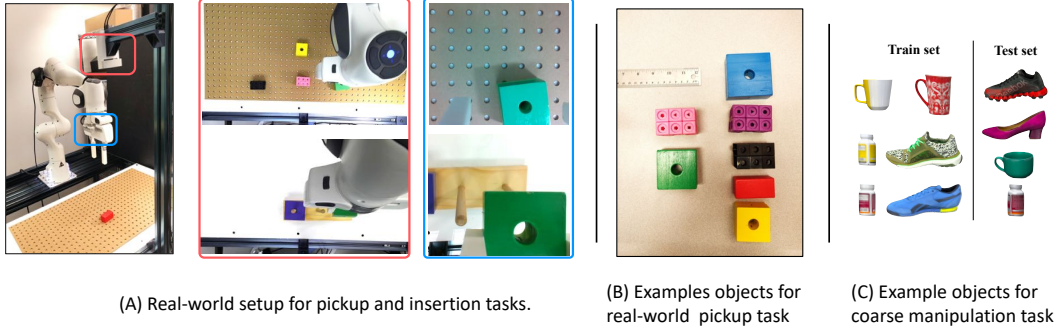 Train set
Test set
(A) Real-world setup for pickup and insertion tasks.
(B) Examples objects for
real-world pickup task
(C) Example objects for
coarse manipulation task